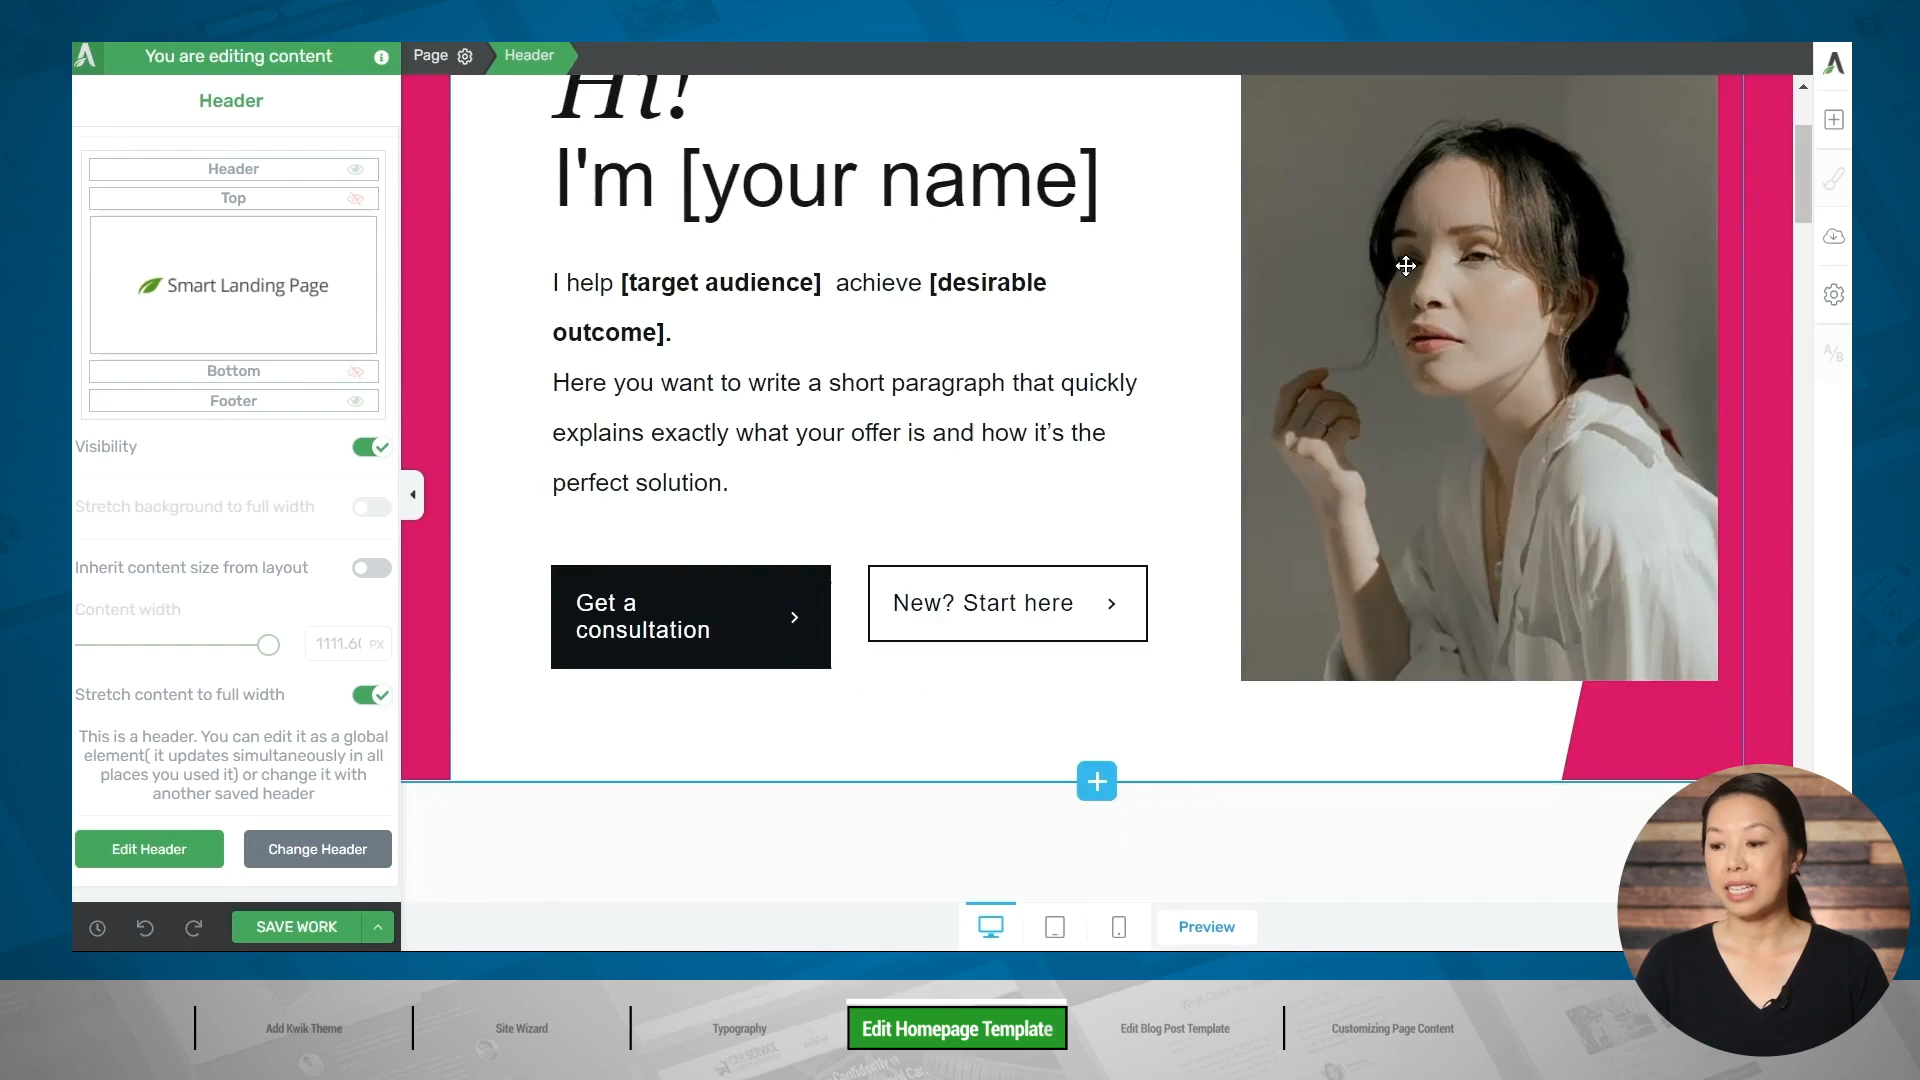 You are editing content
Page
Header
Header
Header
Top
Smart Landing Page
Bottom
Footer
Visibility
Stretch background to full width
Inherit content size from layout
Content width
1111.6( PX
Stretch content to full width
This is a header. You can edit it as a global
element( it updates simultaneously in all
places you used it) or change it with
another saved header
Edit Header
Change Header
SAVE WORK
Hi!
I'm [your name]
I help [target audience]  achieve [desirable
outcome].
Here you want to write a short paragraph that quickly
explains exactly what your offer is and how it’s the
perfect solution.
Get a
consultation
New? Start here
A/B
Preview
Add Kwik Theme
Site Wizard
Typography
Edit Homepage Template
Edit Blog Post Template
Customizing Page Content